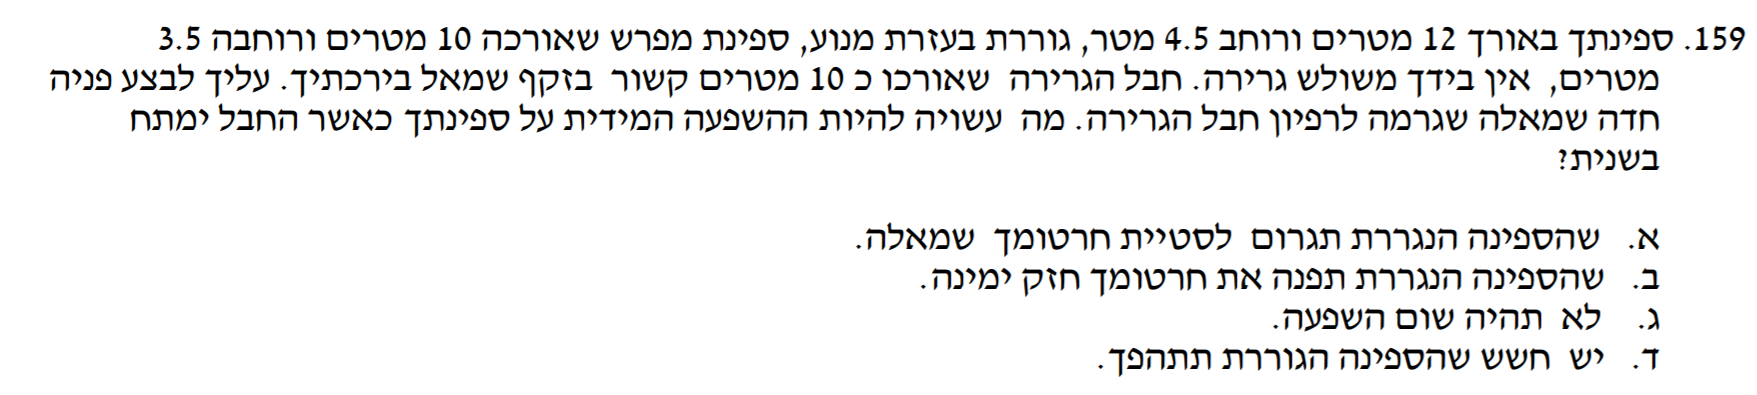 159. ספינתך באורך 12 מטרים ורוחב 4.5 מטר, גוררת בעזרת מנוע, ספינת מפרש שאורכה 10 מטרים ורוחבה 3.5
מטרים, אין בידך משולש גרירה. חבל הגרירה שאורכו כ 10 מטרים קשור בזקף שמאל בירכתיך. עליך לבצע פניה
חדה שמאלה שגרמה לרפיון חבל הגרירה. מה עשויה להיות ההשפעה המידית על ספינתך כאשר החבל ימתח
בשנית?
א. שהספינה הנגררת תגרום לסטיית חרטומך שמאלה.
ב. שהספינה הנגררת תפנה את חרטומך חזק ימינה.
ג. לא תהיה שום השפעה.
ד. יש חשש שהספינה הגוררת תתהפך.